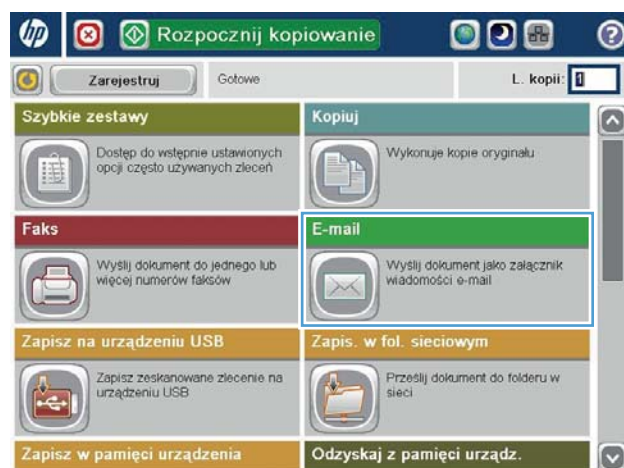 hp
Rozpocznij kopiowanie
?
Zarejestruj
Gotowe
L. kopii: 1
Szybkie zestawy
Kopiuj
Dostęp do wstępnie ustawionych
opcji często używanych zleceń
Wykonuje kopie oryginału
Faks
E-mail
Wyślij dokument do jednego lub
więcej numerów faksów
Wyślij dokument jako załącznik
wiadomości e-mail
Zapisz na urządzeniu USB
Zapis. w fol. sieciowym
Zapisz zeskanowane zlecenie na
urządzeniu USB
Prześlij dokument do folderu w
sieci
Zapisz w pamięci urządzenia
Odzyskaj z pamięci urządz.